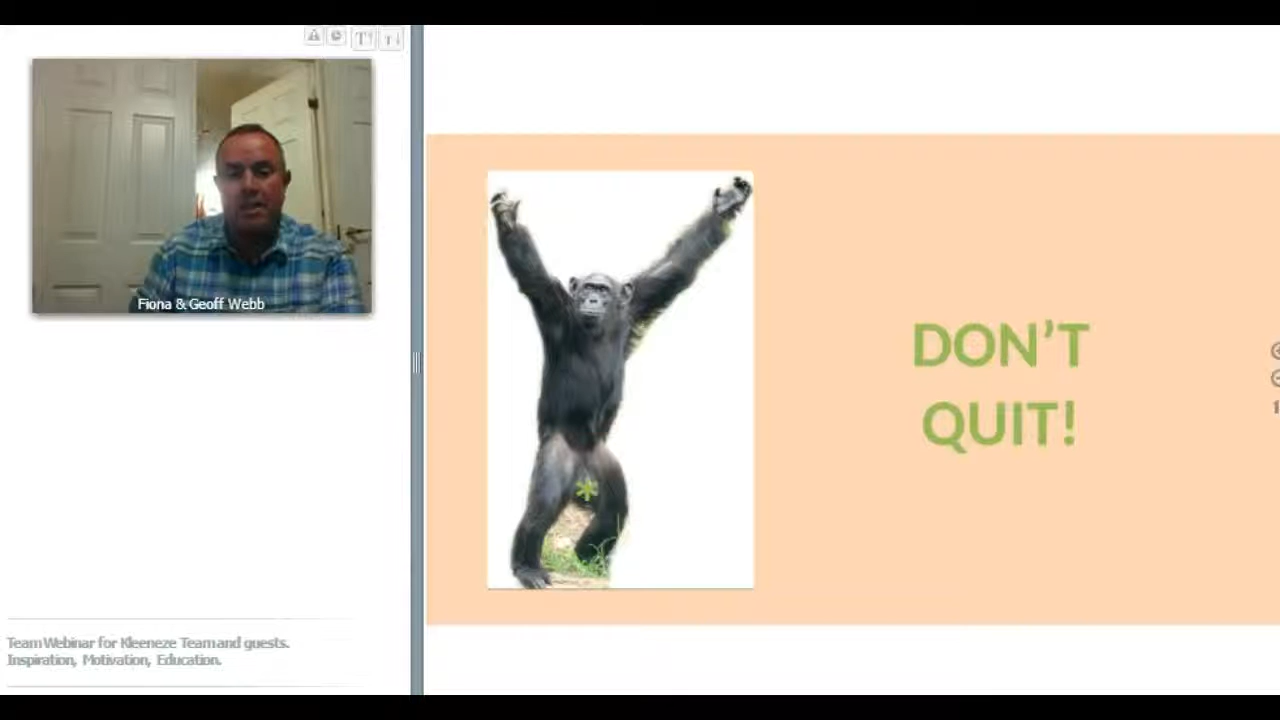 Fiona & Geoff Webb
Team Webinar for Kleeneze Team and guests.
Inspiration, Motivation, Education.
DON'T
QUIT!